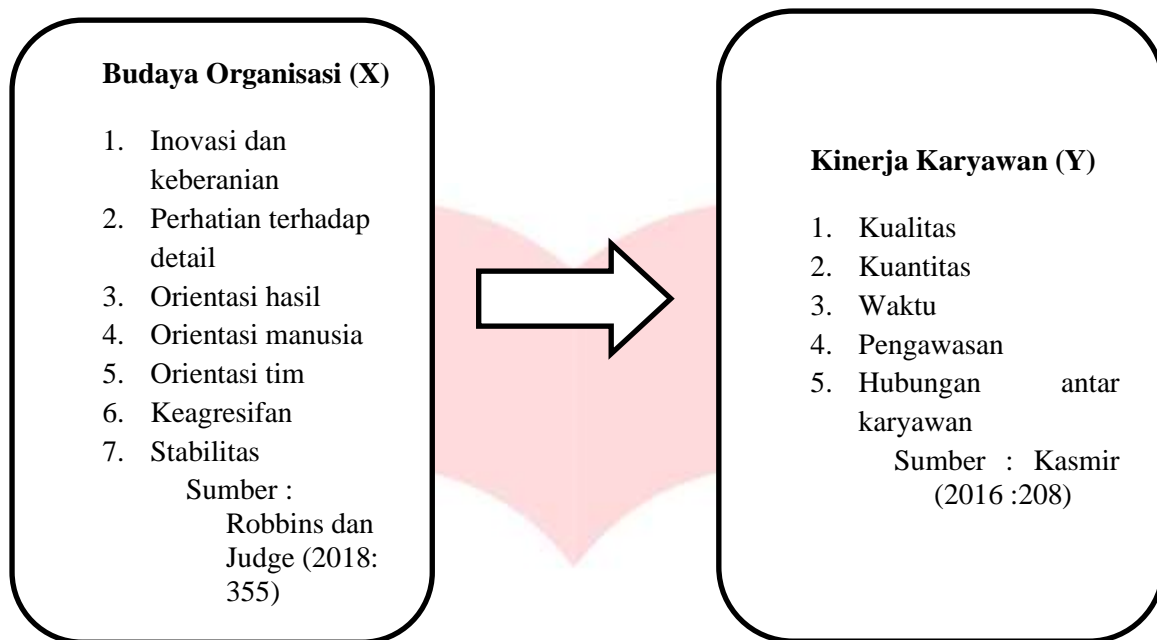 Budaya Organisasi (X)
1. Inovasi dan
keberanian
2. Perhatian terhadap
detail
3. Orientasi hasil
4. Orientasi manusia
5. Orientasi tim
6. Keagresifan
7. Stabilitas
Sumber :
Robbins dan
Judge (2018:
355)
Kinerja Karyawan (Y)
1. Kualitas
2. Kuantitas
3. Waktu
4. Pengawasan
5. Hubungan antar
karyawan
Sumber : Kasmir
(2016 :208)